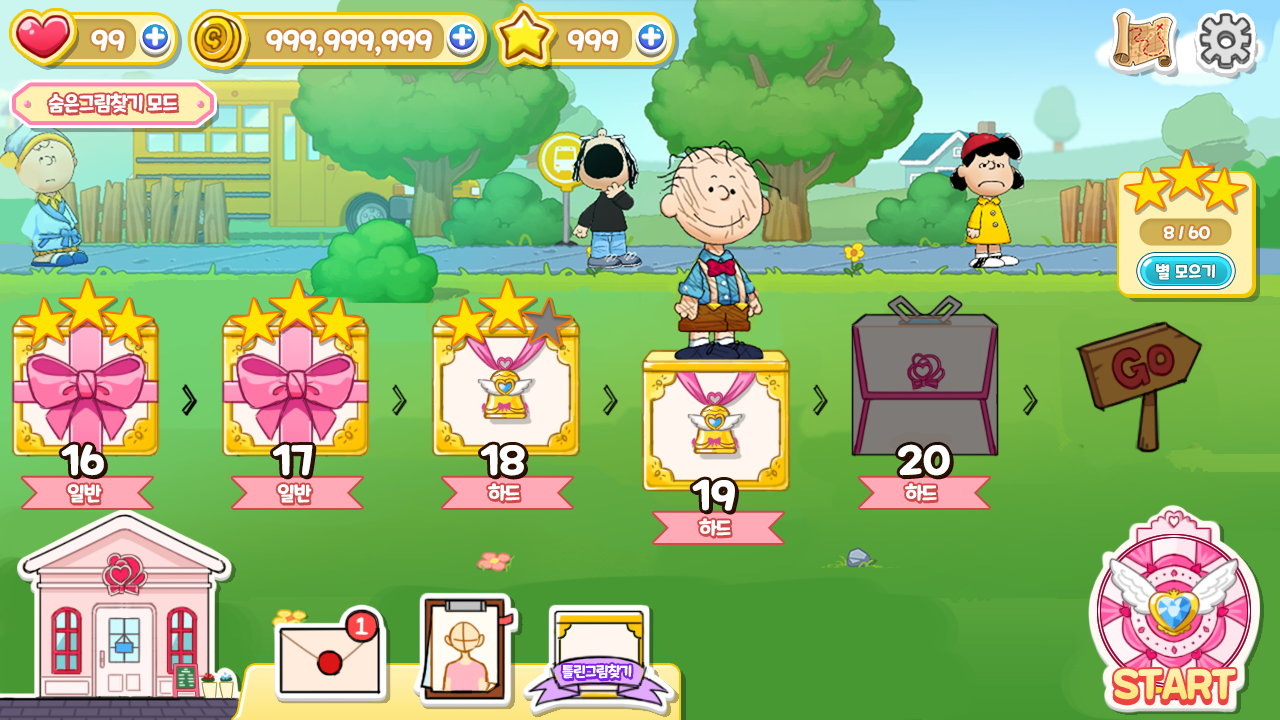 99
999,999,999
999
숨은그림찾기 모드
8/60
별 모으기
16
일반
17
일반
18
하드
19
하드
20
하드
GO
1
틀린그림찾기
START